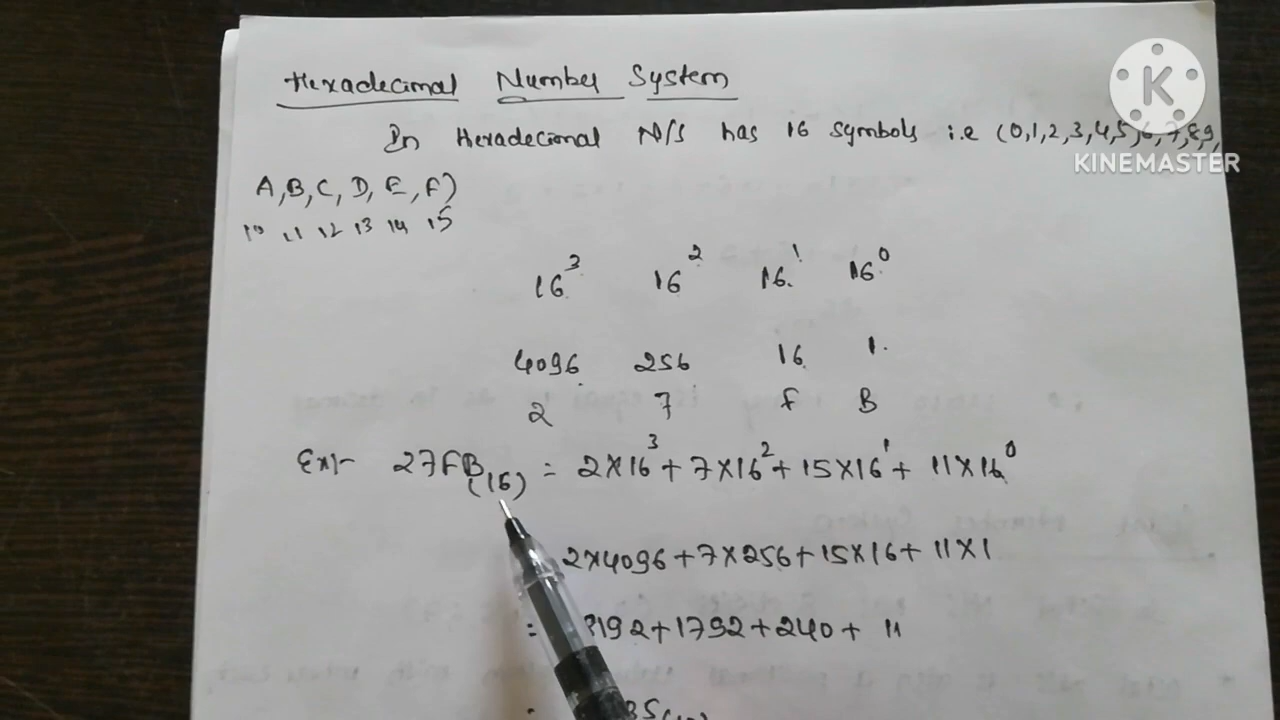 Hexadecimal Number System
In Hexadecimal N/S has 16 symbols i.e (0,1,2,3,4,5,6,7,8,9,
KINEMASTER
A, B, C, D, E, F)
10 11 12 13 14 15
16³ 16² 16¹ 16⁰
4096 256 16 1
2 7 F B
Ex:- 27FB(16) = 2×16³ + 7×16² + 15×16¹ + 11×16⁰
2×4096 + 7×256 + 15×16 + 11×1
= 8192 + 1792 + 240 + 11